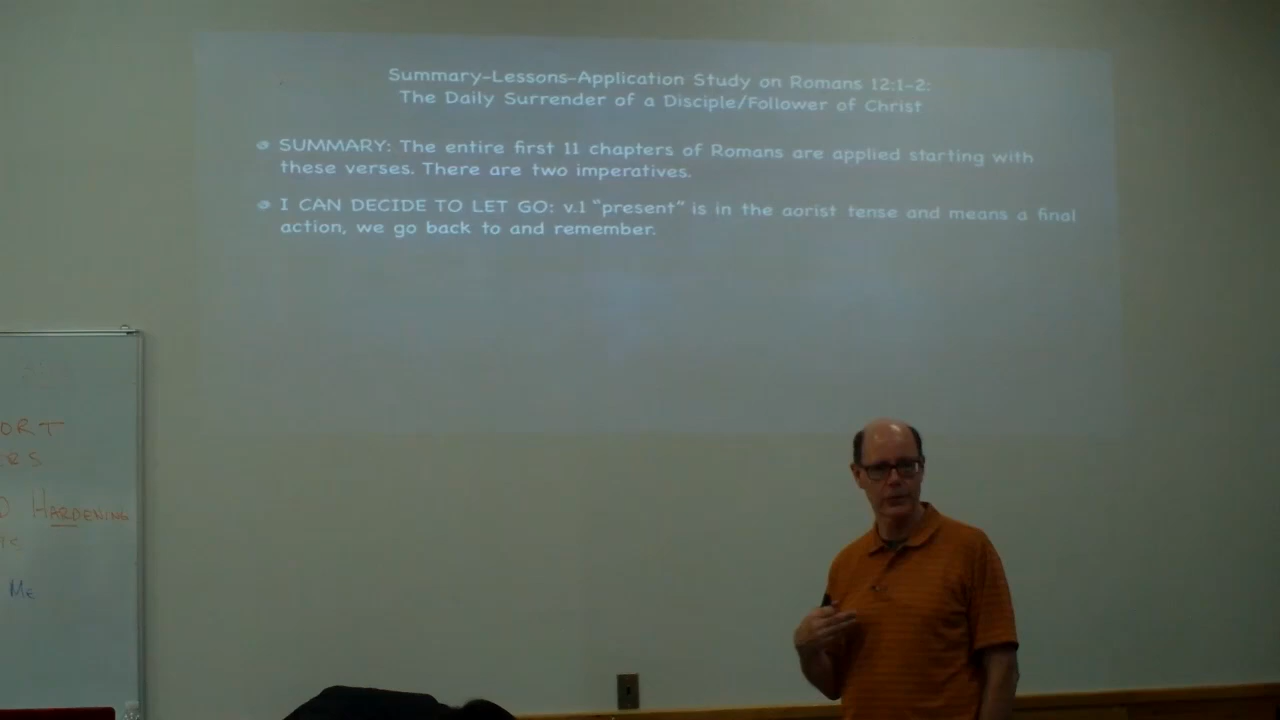 Summary-Lessons-Application Study on Romans 12:1-2:
The Daily Surrender of a Disciple/Follower of Christ
SUMMARY: The entire first 11 chapters of Romans are applied starting with
these verses. There are two imperatives.
I CAN DECIDE TO LET GO: v.1 “present” is in the aorist tense and means a final
action, we go back to and remember.
ORT
HARDENING
ME